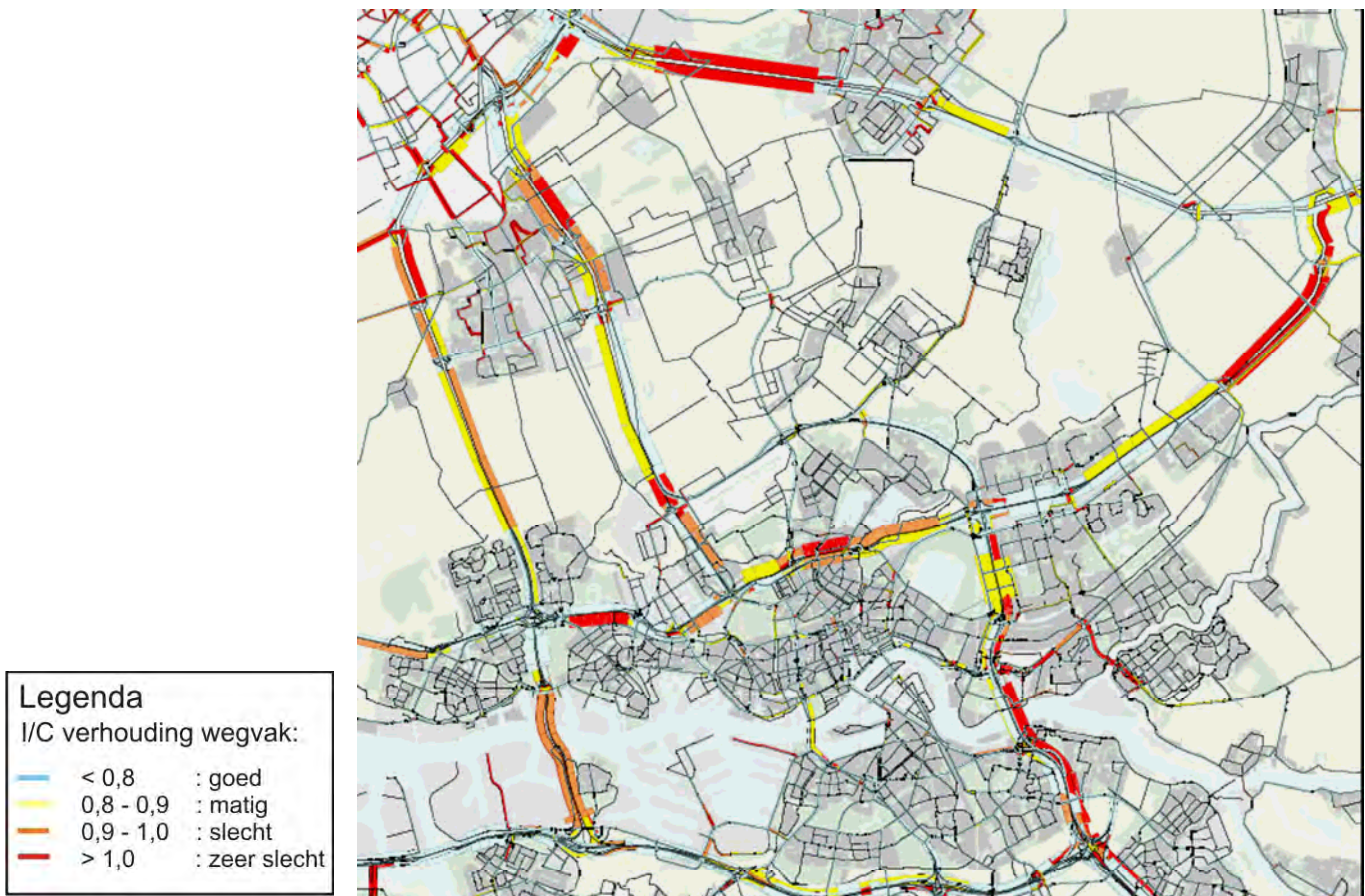 Legenda
I/C verhouding wegvak:
< 0,8 : goed
0,8 - 0,9 : matig
0,9 - 1,0 : slecht
> 1,0 : zeer slecht